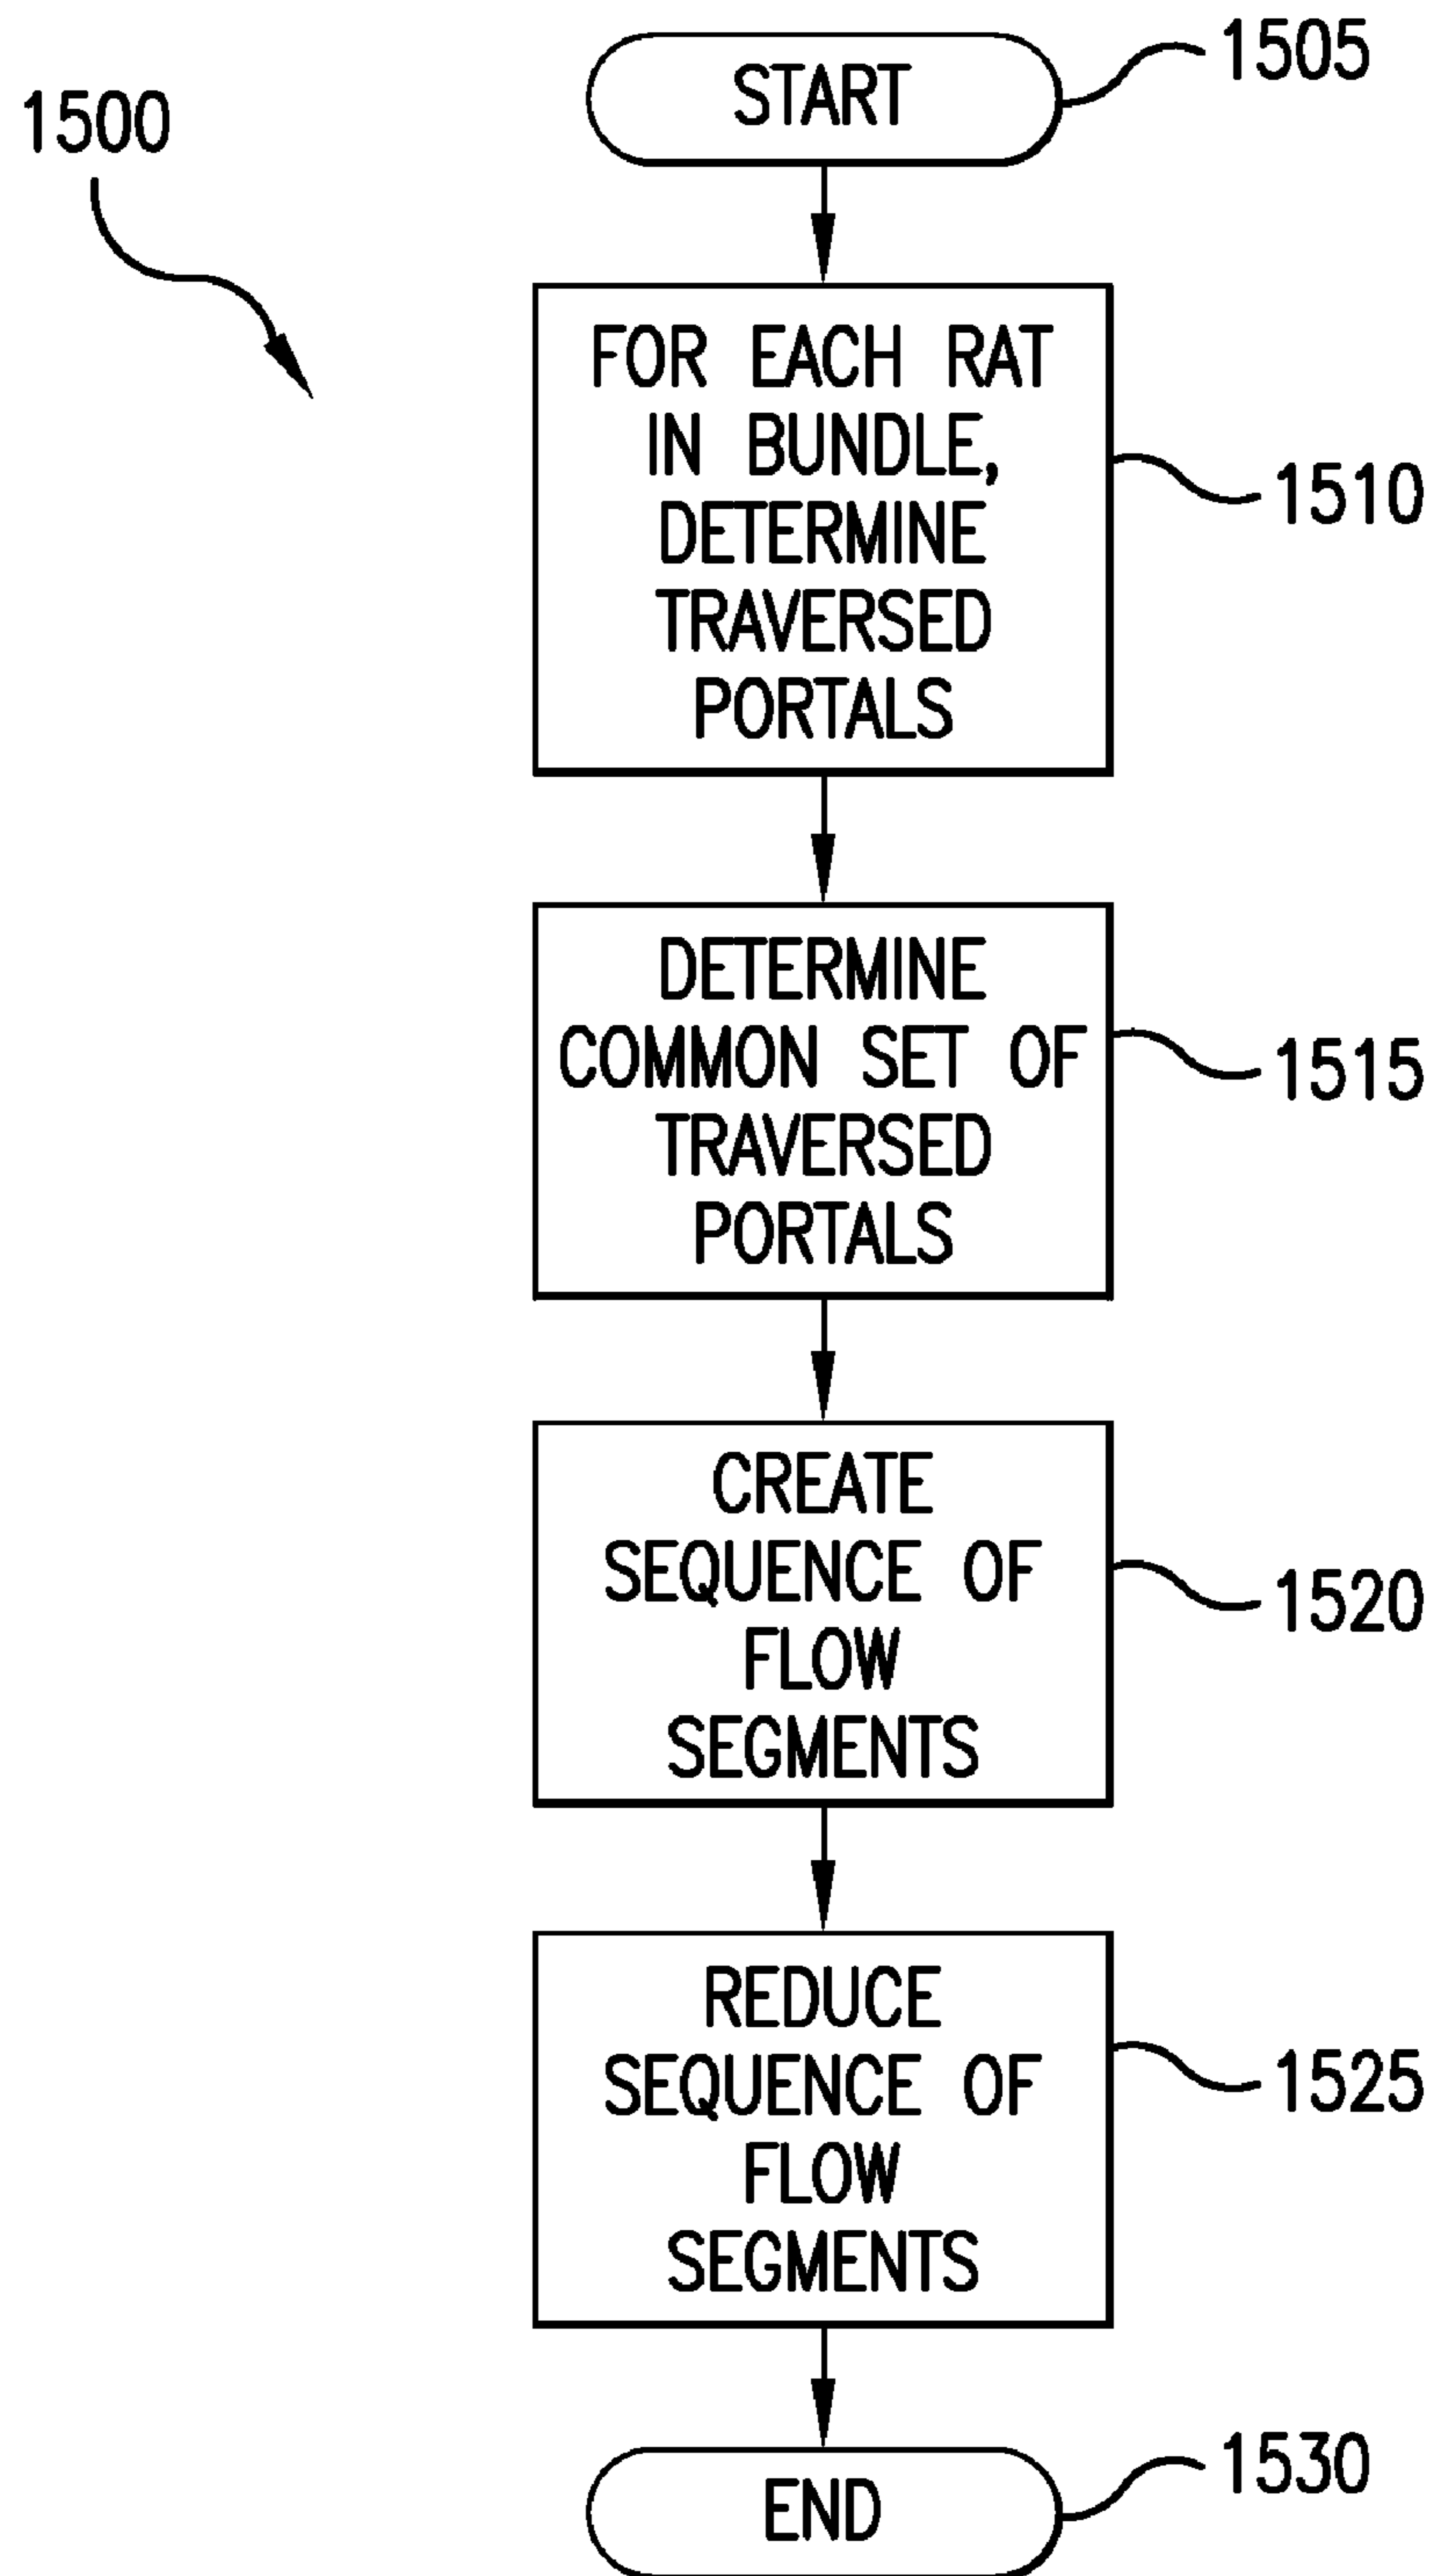 1500
START
1505
FOR EACH RAT
IN BUNDLE,
DETERMINE
TRAVERSED
PORTALS
1510
DETERMINE
COMMON SET OF
TRAVERSED
PORTALS
1515
CREATE
SEQUENCE OF
FLOW
SEGMENTS
1520
REDUCE
SEQUENCE OF
FLOW
SEGMENTS
1525
END
1530